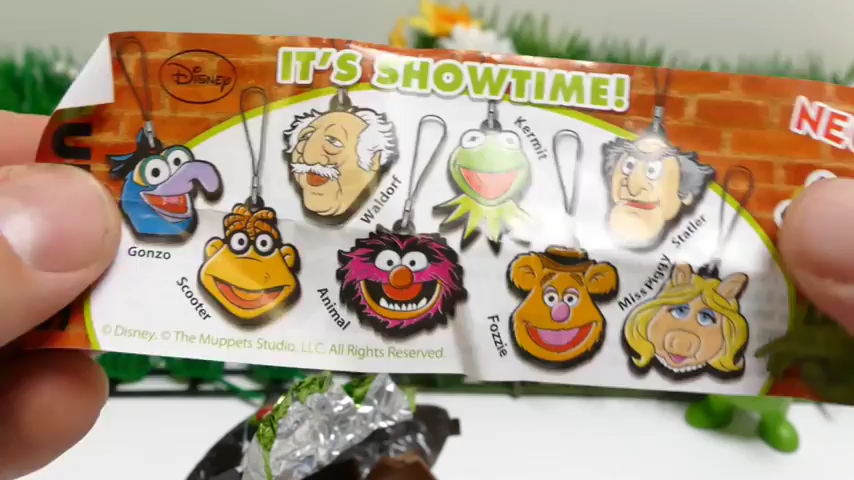 Disney
IT'S SHOWTIME!
NE
Kermit
Waldorf
Statler
Gonzo
Miss Piggy
Scooter
Animal
Fozzie
© Disney, © The Muppets Studio, LLC. All Rights Reserved.